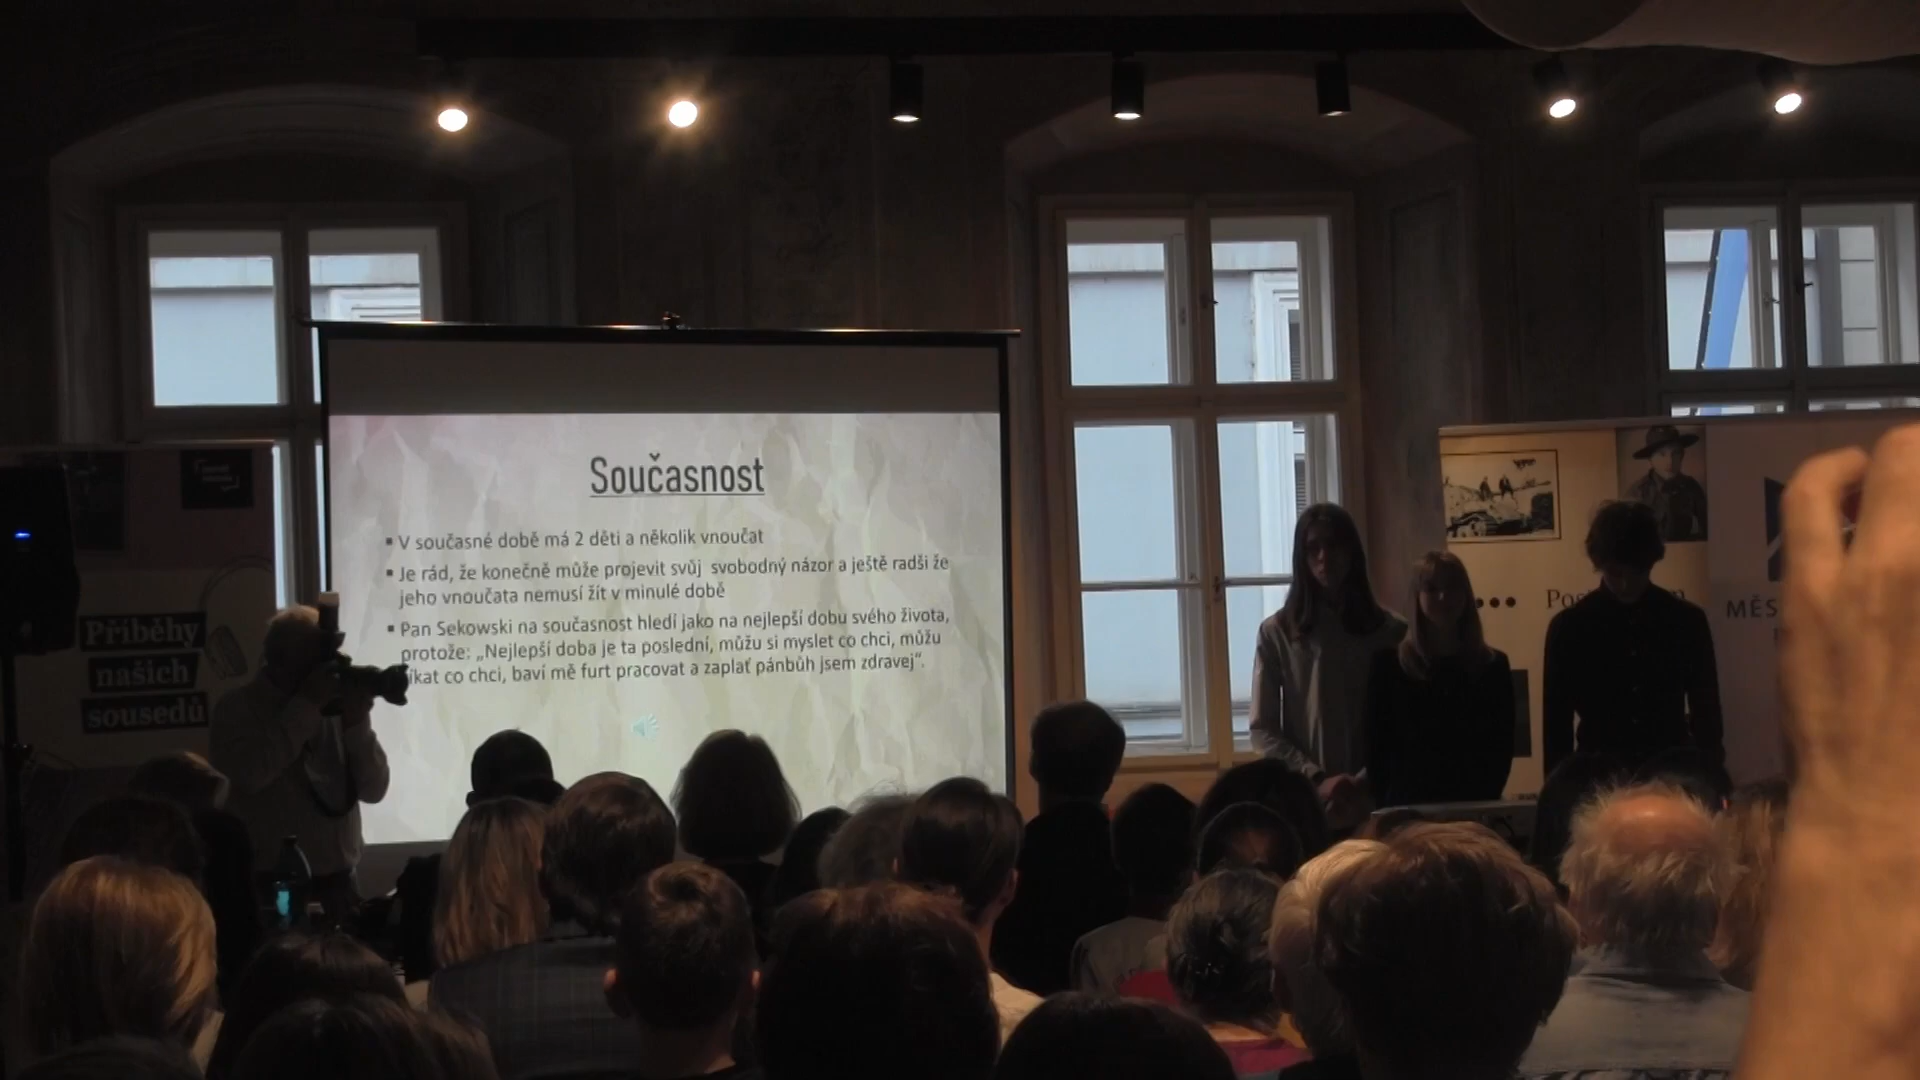 Současnost
▪ V současné době má 2 děti a několik vnoučat
▪ Je rád, že konečně může projevit svůj svobodný názor a ještě radši že
jeho vnoučata nemusí žít v minulé době
▪ Pan Sekowski na současnost hledí jako na nejlepší dobu svého života,
protože: „Nejlepší doba je ta poslední, můžu si myslet co chci, můžu
íkat co chci, baví mě furt pracovat a zaplať pánbůh jsem zdravej“.
Příběhy
našich
sousedů
MĚS